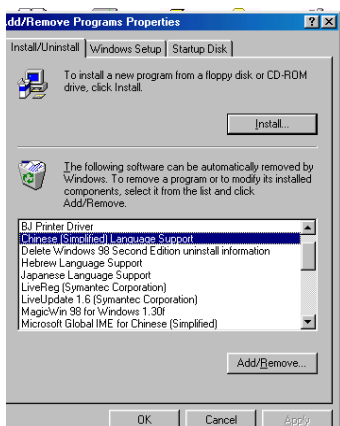 Add/Remove Programs Properties
Install/Uninstall Windows Setup Startup Disk
To install a new program from a floppy disk or CD-ROM
drive, click Install.
Install...
The following software can be automatically removed by
Windows. To remove a program or to modify its installed
components, select it from the list and click
Add/Remove.
BJ Printer Driver
Chinese (Simplified) Language Support
Delete Windows 98 Second Edition uninstall information
Hebrew Language Support
Japanese Language Support
LiveReg (Symantec Corporation)
LiveUpdate 1.6 (Symantec Corporation)
MagicWin 98 for Windows 1.30f
Microsoft Global IME for Chinese (Simplified)
Add/Remove...
OK Cancel Apply